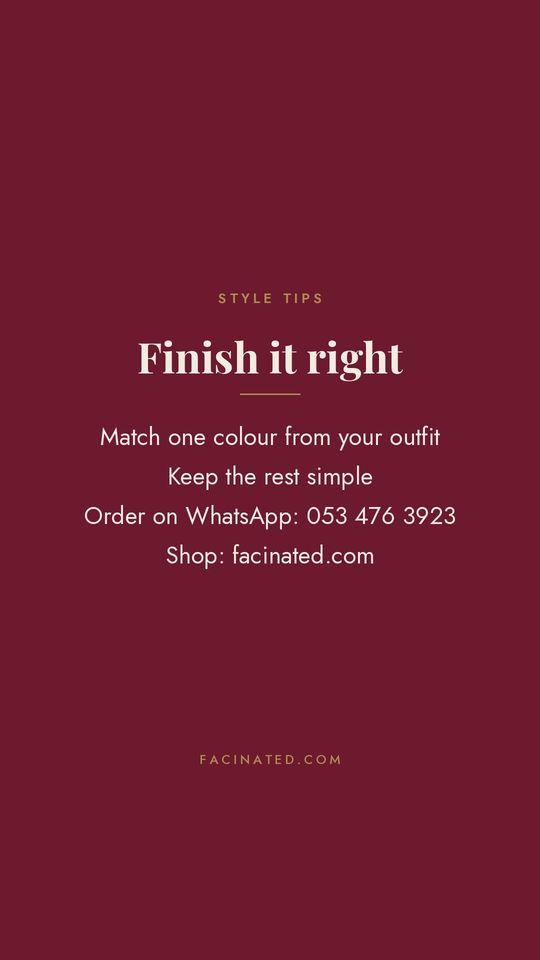 STYLE TIPS
Finish it right
Match one colour from your outfit
Keep the rest simple
Order on WhatsApp: 053 476 3923
Shop: facinated.com
FACINATED.COM